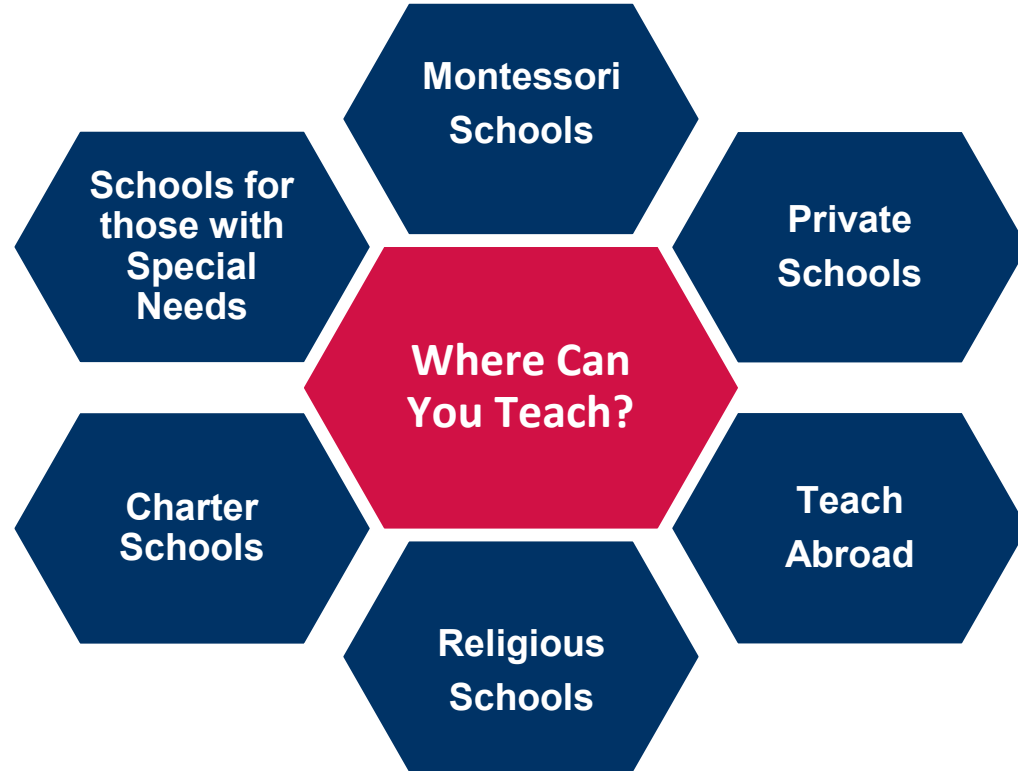 Montessori
Schools
Schools for
those with
Special
Needs
Private
Schools
Where Can
You Teach?
Charter
Schools
Teach
Abroad
Religious
Schools